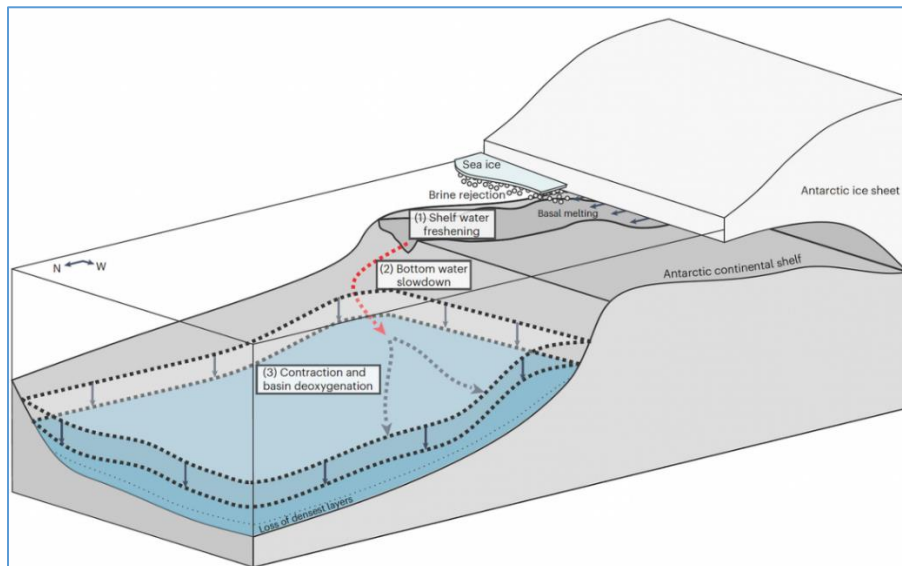 Sea ice
Brine rejection
Antarctic ice sheet
(1) Shelf water
freshening
Basal melting
N W
(2) Bottom water
slowdown
Antarctic continental shelf
(3) Contraction and
basin deoxygenation
Loss of densest layers